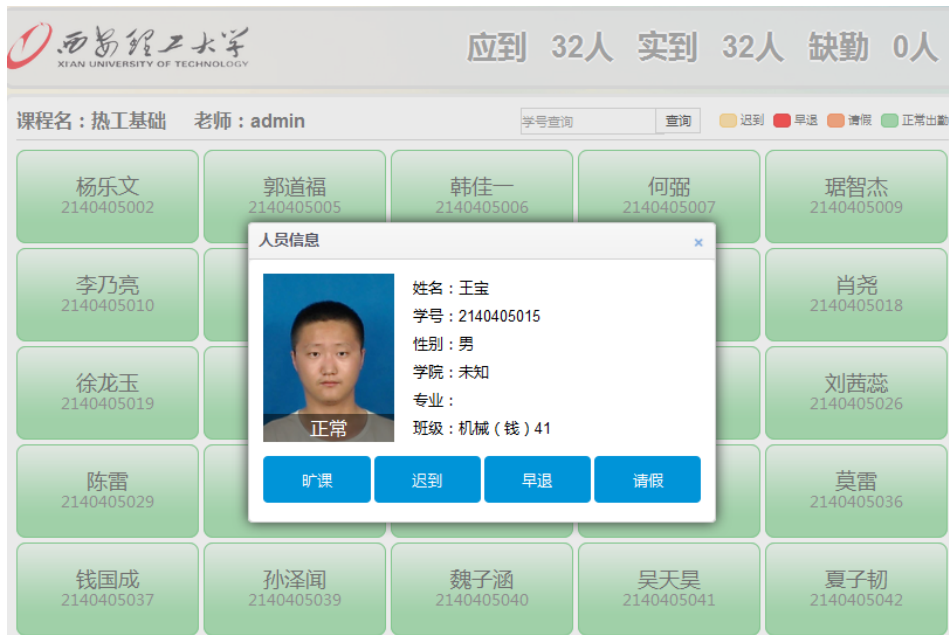 西安理工大学
XI'AN UNIVERSITY OF TECHNOLOGY
应到 32人 实到 32人 缺勤 0人
课程名：热工基础 老师：admin
学号查询 查询 迟到 早退 请假 正常出勤
杨乐文 郭道福 韩佳一 何弼 琚智杰
2140405002 2140405005 2140405006 2140405007 2140405009
人员信息 ×
李乃亮 肖尧
2140405010 2140405018
姓名：王宝
学号：2140405015
性别：男
学院：未知
专业：
班级：机械（钱）41
正常
徐龙玉 刘茜蕊
2140405019 2140405026
旷课 迟到 早退 请假
陈雷 莫雷
2140405029 2140405036
钱国成 孙泽闻 魏子涵 吴天昊 夏子韧
2140405037 2140405039 2140405040 2140405041 2140405042